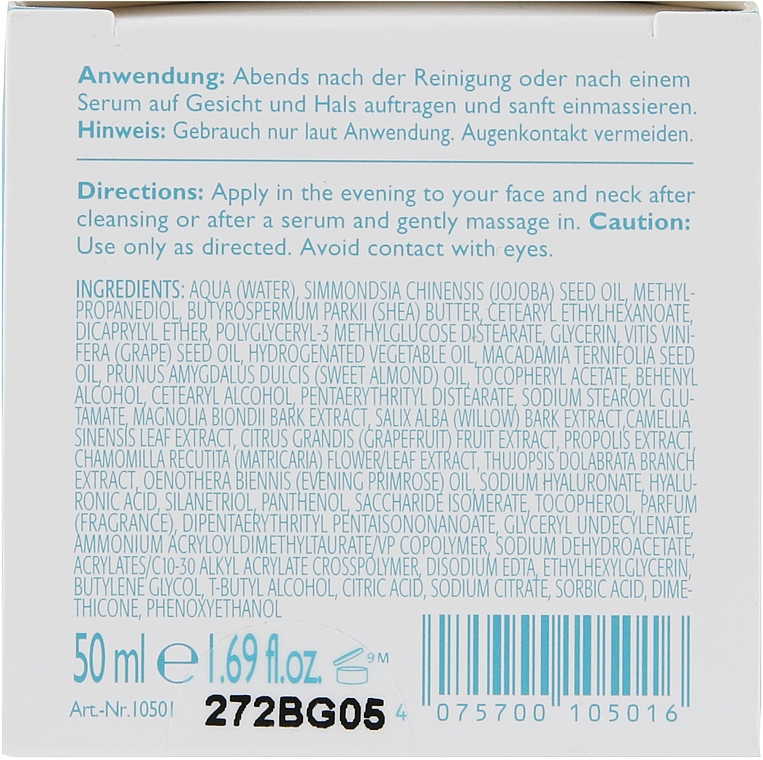 Anwendung: Abends nach der Reinigung oder nach einem
Serum auf Gesicht und Hals auftragen und sanft einmassieren.
Hinweis: Gebrauch nur laut Anwendung. Augenkontakt vermeiden.
Directions: Apply in the evening to your face and neck after
cleansing or after a serum and gently massage in. Caution:
Use only as directed. Avoid contact with eyes.
INGREDIENTS: AQUA (WATER), SIMMONDSIA CHINENSIS (JOJOBA) SEED OIL, METHYL-
PROPANEDIOL, BUTYROSPERMUM PARKII (SHEA) BUTTER, CETEARYL ETHYLHEXANOATE,
DICAPRYLYL ETHER, POLYGLYCERYL-3 METHYLGLUCOSE DISTEARATE, GLYCERIN, VITIS VINI-
FERA (GRAPE) SEED OIL, HYDROGENATED VEGETABLE OIL, MACADAMIA TERNIFOLIA SEED
OIL, PRUNUS AMYGDALUS DULCIS (SWEET ALMOND) OIL, TOCOPHERYL ACETATE, BEHENYL
ALCOHOL, CETEARYL ALCOHOL, PENTAERYTHRITYL DISTEARATE, SODIUM STEAROYL GLU-
TAMATE, MAGNOLIA BIONDII BARK EXTRACT, SALIX ALBA (WILLOW) BARK EXTRACT,CAMELLIA
SINENSIS LEAF EXTRACT, CITRUS GRANDIS (GRAPEFRUIT) FRUIT EXTRACT, PROPOLIS EXTRACT,
CHAMOMILLA RECUTITA (MATRICARIA) FLOWER/LEAF EXTRACT, THUJOPSIS DOLABRATA BRANCH
EXTRACT, OENOTHERA BIENNIS (EVENING PRIMROSE) OIL, SODIUM HYALURONATE, HYALU-
RONIC ACID, SILANETRIOL, PANTHENOL, SACCHARIDE ISOMERATE, TOCOPHEROL, PARFUM
(FRAGRANCE), DIPENTAERYTHRITYL PENTAISONONANOATE, GLYCERYL UNDECYLENATE,
AMMONIUM ACRYLOYLDIMETHYLTAURATE/VP COPOLYMER, SODIUM DEHYDROACETATE,
ACRYLATES/C10-30 ALKYL ACRYLATE CROSSPOLYMER, DISODIUM EDTA, ETHYLHEXYLGLYCERIN,
BUTYLENE GLYCOL, T-BUTYL ALCOHOL, CITRIC ACID, SODIUM CITRATE, SORBIC ACID, DIME-
THICONE, PHENOXYETHANOL
50 ml e 1.69 fl.oz. 9 M
Art.-Nr.10501 272BG05
4 075700 105016